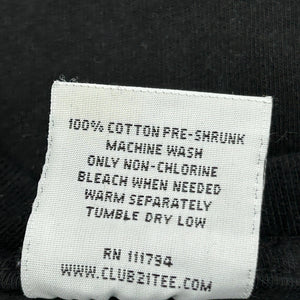 100% COTTON PRE-SHRUNK
MACHINE WASH
ONLY NON-CHLORINE
BLEACH WHEN NEEDED
WARM SEPARATELY
TUMBLE DRY LOW
RN 111794
WWW.CLUB21TEE.COM